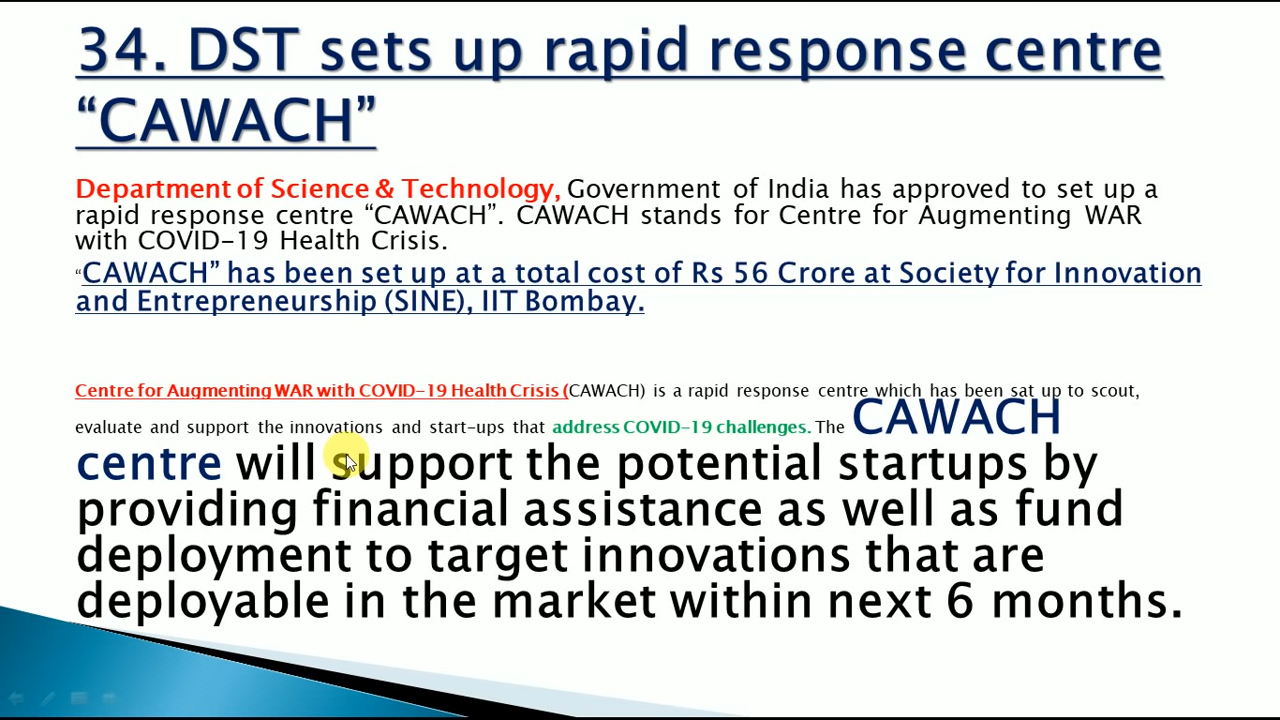 34. DST sets up rapid response centre
“CAWACH”
Department of Science & Technology, Government of India has approved to set up a
rapid response centre “CAWACH”. CAWACH stands for Centre for Augmenting WAR
with COVID-19 Health Crisis.
“CAWACH” has been set up at a total cost of Rs 56 Crore at Society for Innovation
and Entrepreneurship (SINE), IIT Bombay.
Centre for Augmenting WAR with COVID-19 Health Crisis (CAWACH) is a rapid response centre which has been sat up to scout,
evaluate and support the innovations and start-ups that address COVID-19 challenges. The CAWACH
centre will support the potential startups by
providing financial assistance as well as fund
deployment to target innovations that are
deployable in the market within next 6 months.